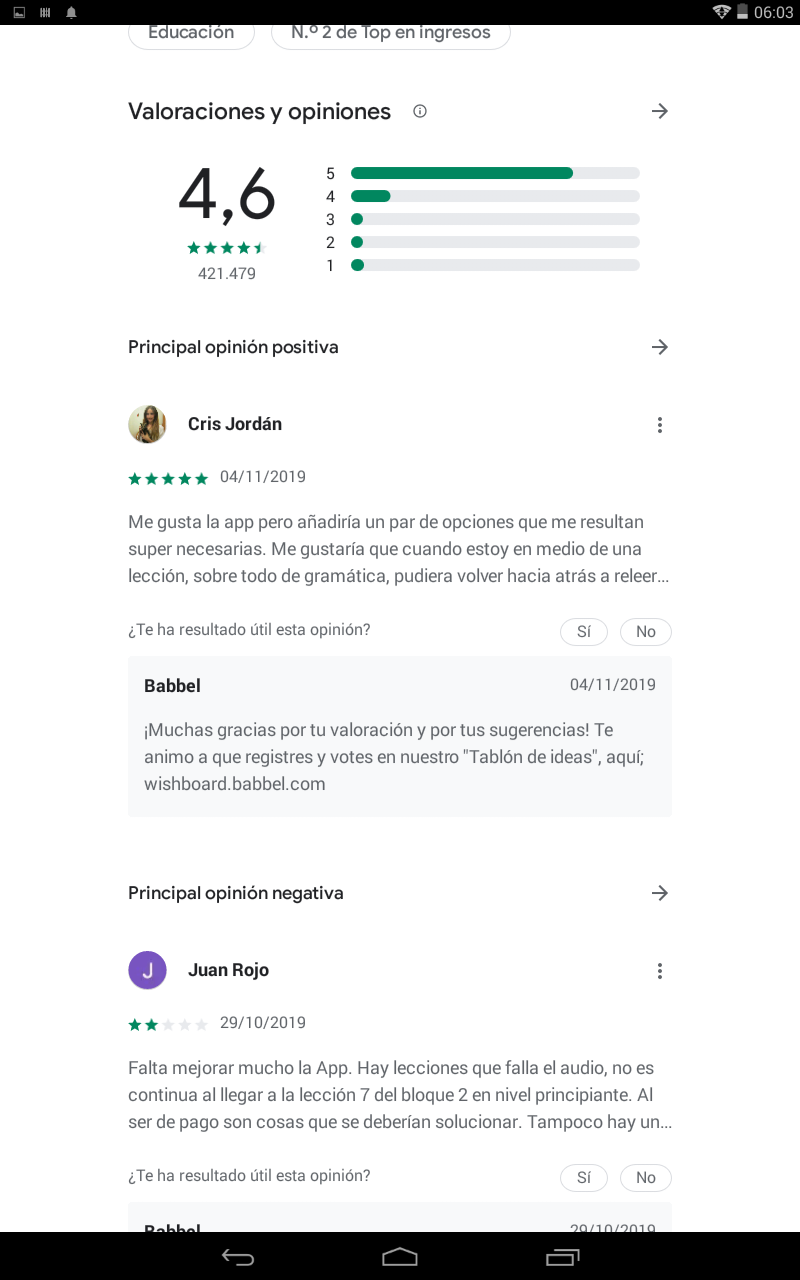 06:03
Educación
N.º 2 de Top en ingresos
Valoraciones y opiniones
4,6
421.479
5
4
3
2
1
Principal opinión positiva
Cris Jordán
04/11/2019
Me gusta la app pero añadiría un par de opciones que me resultan
super necesarias. Me gustaría que cuando estoy en medio de una
lección, sobre todo de gramática, pudiera volver hacia atrás a releer...
¿Te ha resultado útil esta opinión?
Sí
No
Babbel
04/11/2019
¡Muchas gracias por tu valoración y por tus sugerencias! Te
animo a que registres y votes en nuestro "Tablón de ideas", aquí;
wishboard.babbel.com
Principal opinión negativa
J
Juan Rojo
29/10/2019
Falta mejorar mucho la App. Hay lecciones que falla el audio, no es
continua al llegar a la lección 7 del bloque 2 en nivel principiante. Al
ser de pago son cosas que se deberían solucionar. Tampoco hay un...
¿Te ha resultado útil esta opinión?
Sí
No
Babbel
29/10/2019